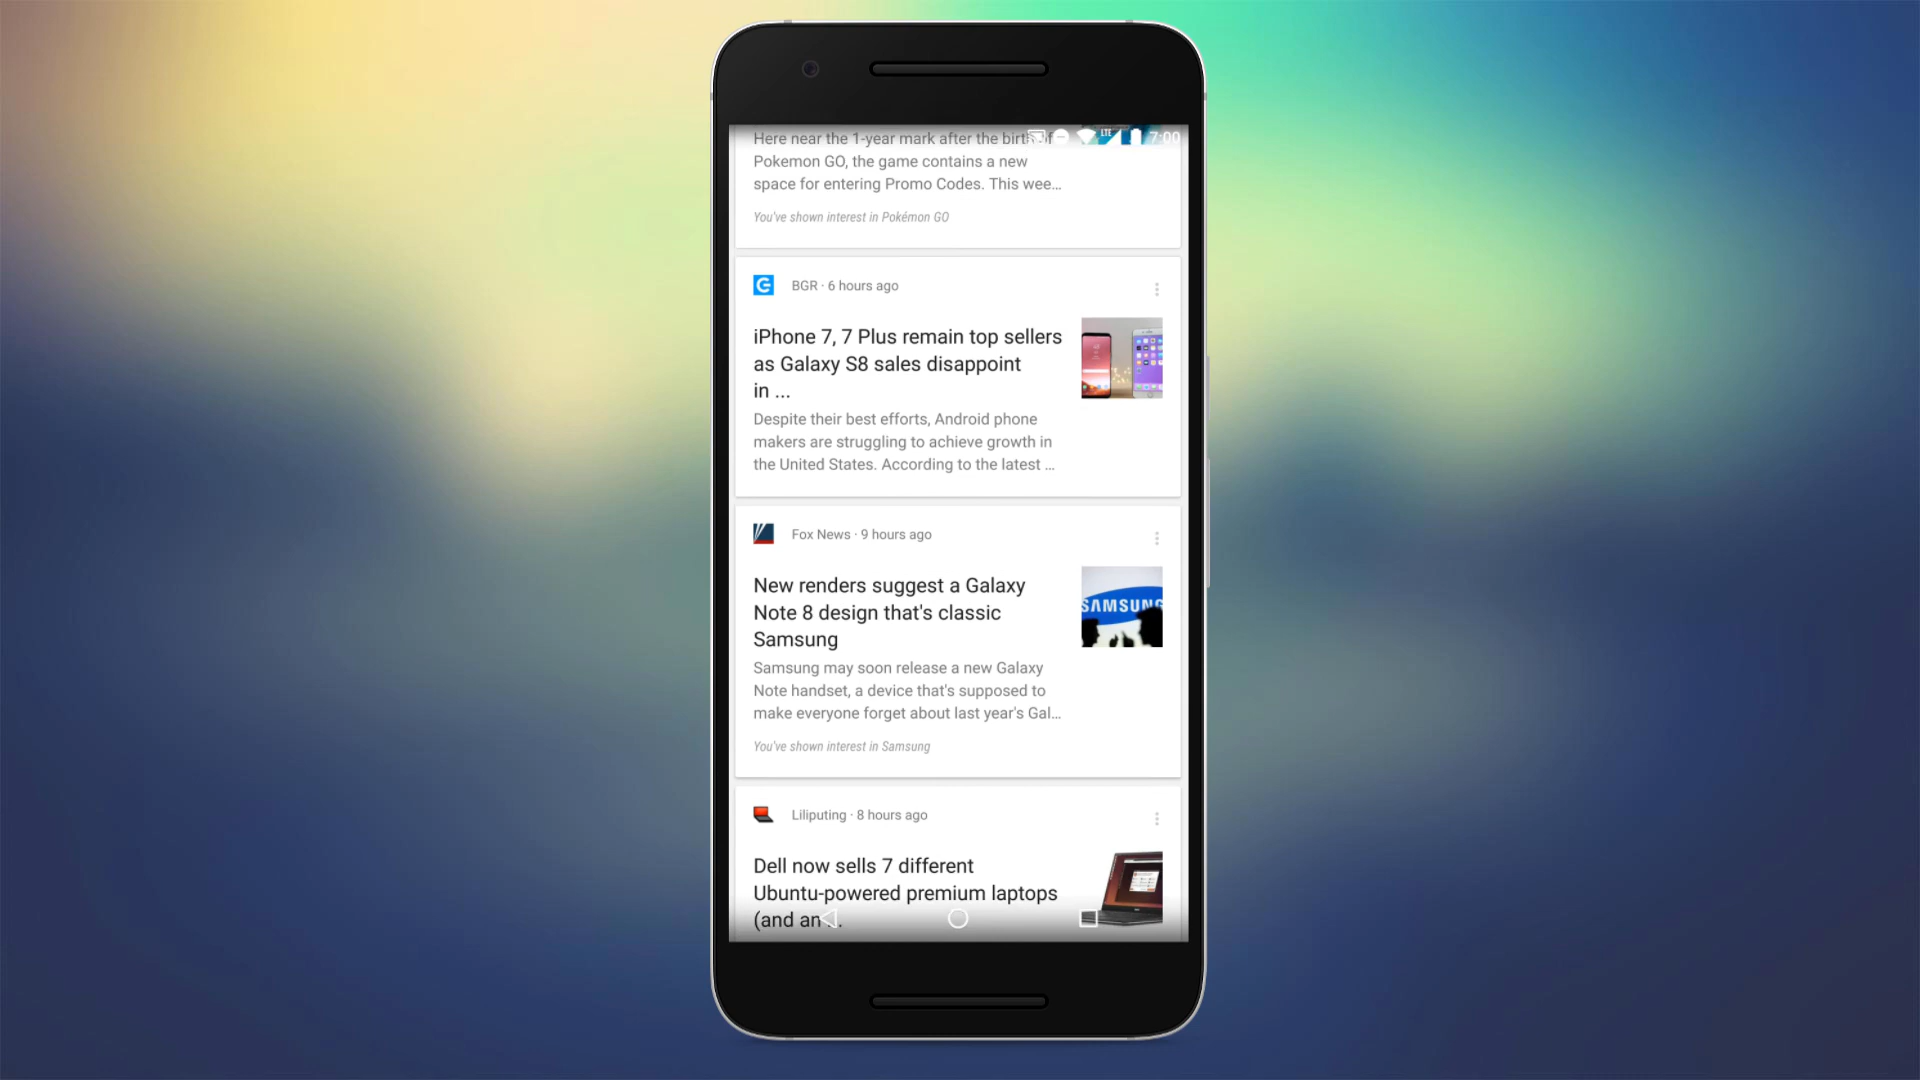 Here near the 1-year mark after the birth of
LTE
7:00
Pokemon GO, the game contains a new
space for entering Promo Codes. This wee...
You've shown interest in Pokémon GO
BGR · 6 hours ago
iPhone 7, 7 Plus remain top sellers
as Galaxy S8 sales disappoint
in ...
Despite their best efforts, Android phone
makers are struggling to achieve growth in
the United States. According to the latest ...
Fox News · 9 hours ago
New renders suggest a Galaxy
Note 8 design that's classic
Samsung
SAMSUNG
Samsung may soon release a new Galaxy
Note handset, a device that's supposed to
make everyone forget about last year's Gal...
You've shown interest in Samsung
Liliputing · 8 hours ago
Dell now sells 7 different
Ubuntu-powered premium laptops
(and an ...